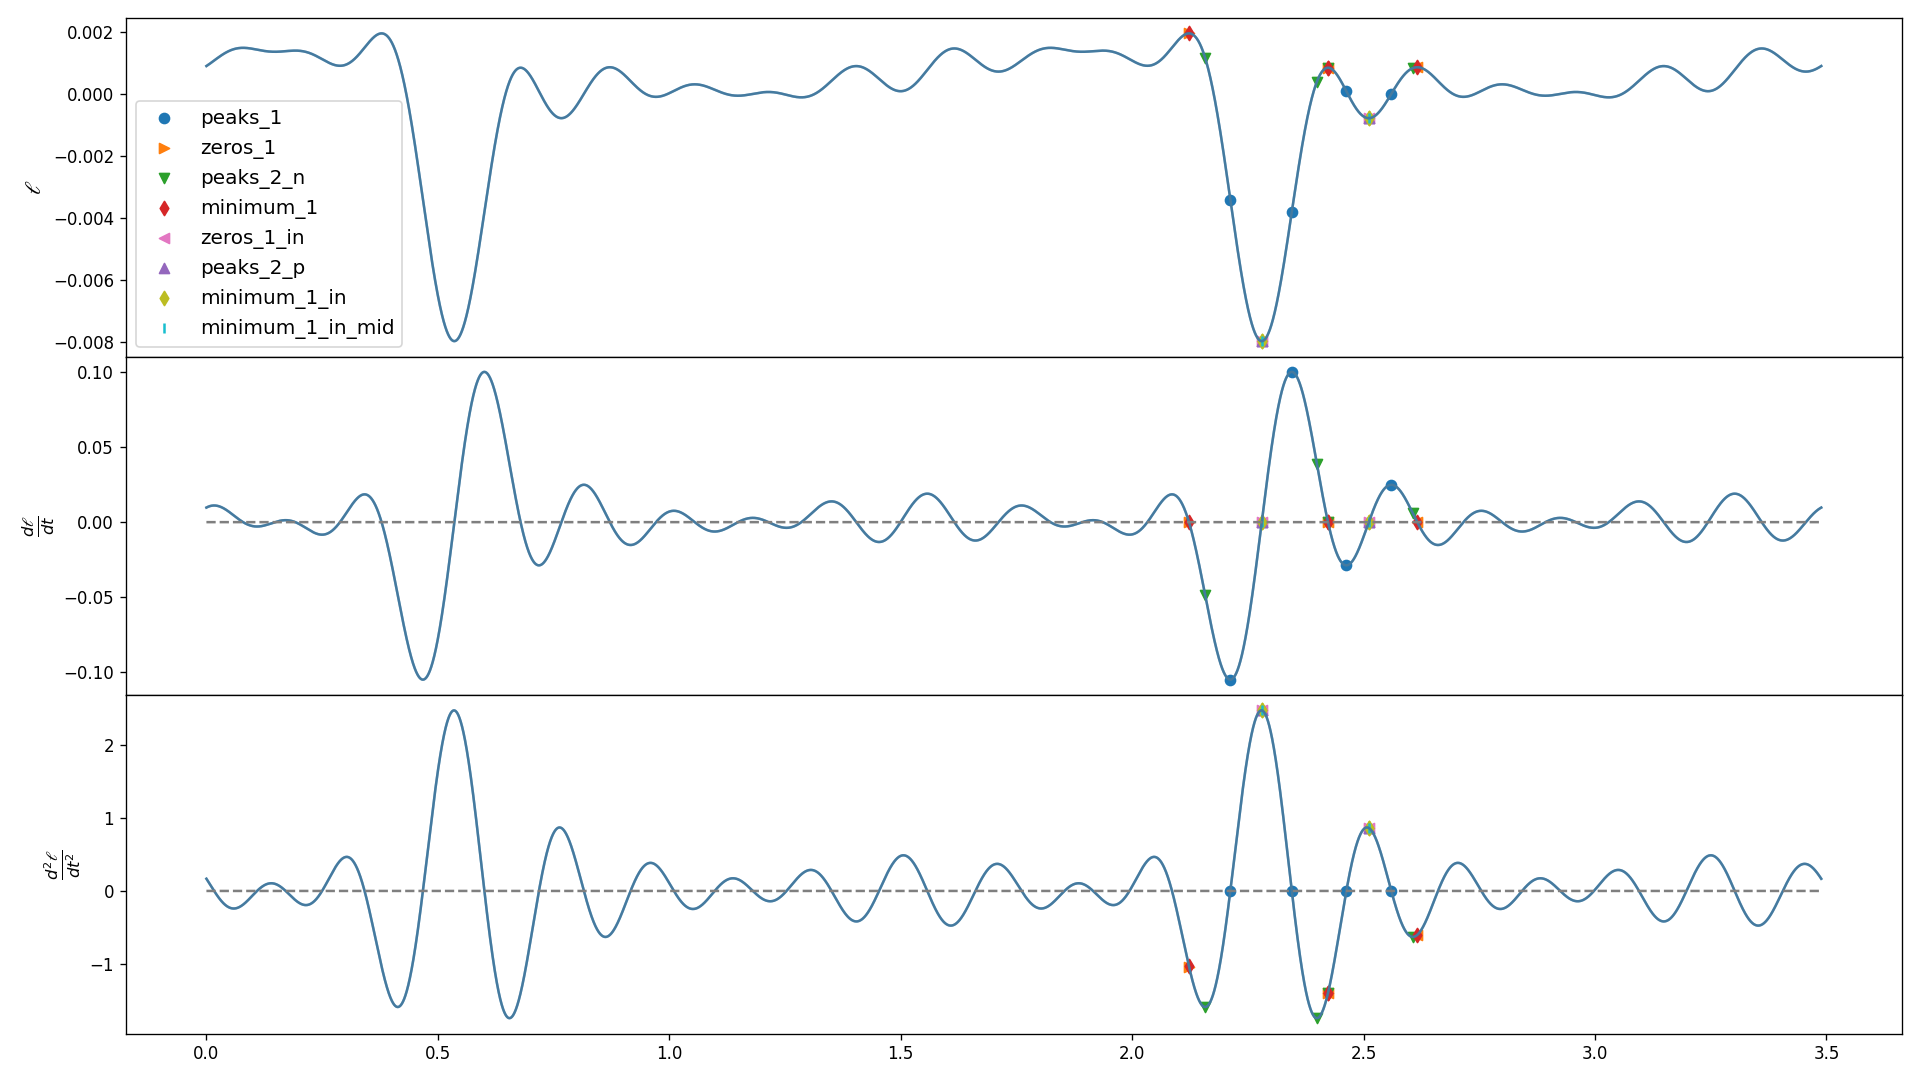 0.002
0.000
−0.002
−0.004
−0.006
−0.008
ℓ
peaks_1
zeros_1
peaks_2_n
minimum_1
zeros_1_in
peaks_2_p
minimum_1_in
minimum_1_in_mid
0.10
0.05
0.00
−0.05
−0.10
dℓ/dt
2
1
0
−1
d²ℓ/dt²
0.0 0.5 1.0 1.5 2.0 2.5 3.0 3.5